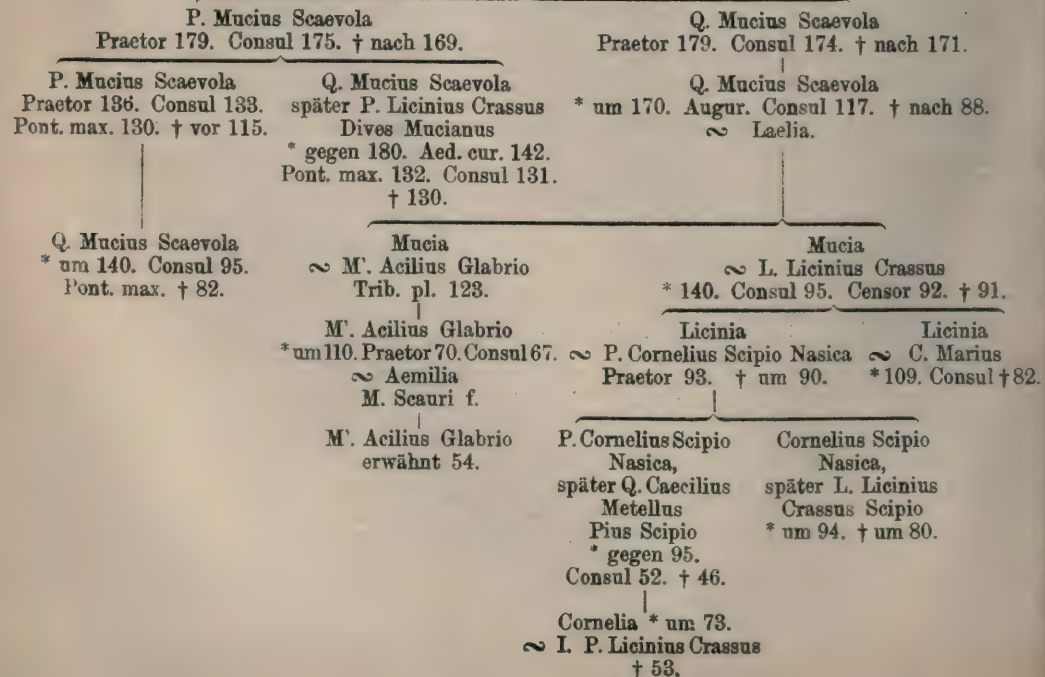 P. Mucius Scaevola
Praetor 179. Consul 175. † nach 169.
Q. Mucius Scaevola
Praetor 179. Consul 174. † nach 171.
P. Mucius Scaevola
Praetor 136. Consul 133.
Pont. max. 130. † vor 115.
Q. Mucius Scaevola
später P. Licinius Crassus
Dives Mucianus
* gegen 180. Aed. cur. 142.
Pont. max. 132. Consul 131.
† 130.
Q. Mucius Scaevola
* um 170. Augur. Consul 117. † nach 88.
∾ Laelia.
Q. Mucius Scaevola
* um 140. Consul 95.
Pont. max. † 82.
Mucia
∾ M'. Acilius Glabrio
Trib. pl. 123.
Mucia
∾ L. Licinius Crassus
* 140. Consul 95. Censor 92. † 91.
M'. Acilius Glabrio
* um 110. Praetor 70. Consul 67.
∾ Aemilia
M. Scauri f.
Licinia
∾ P. Cornelius Scipio Nasica
Praetor 93. † um 90.
Licinia
∾ C. Marius
* 109. Consul † 82.
M'. Acilius Glabrio
erwähnt 54.
P. Cornelius Scipio
Nasica,
später Q. Caecilius
Metellus
Pius Scipio
* gegen 95.
Consul 52. † 46.
Cornelius Scipio
Nasica,
später L. Licinius
Crassus Scipio
* um 94. † um 80.
Cornelia * um 73.
∾ I. P. Licinius Crassus
† 53.